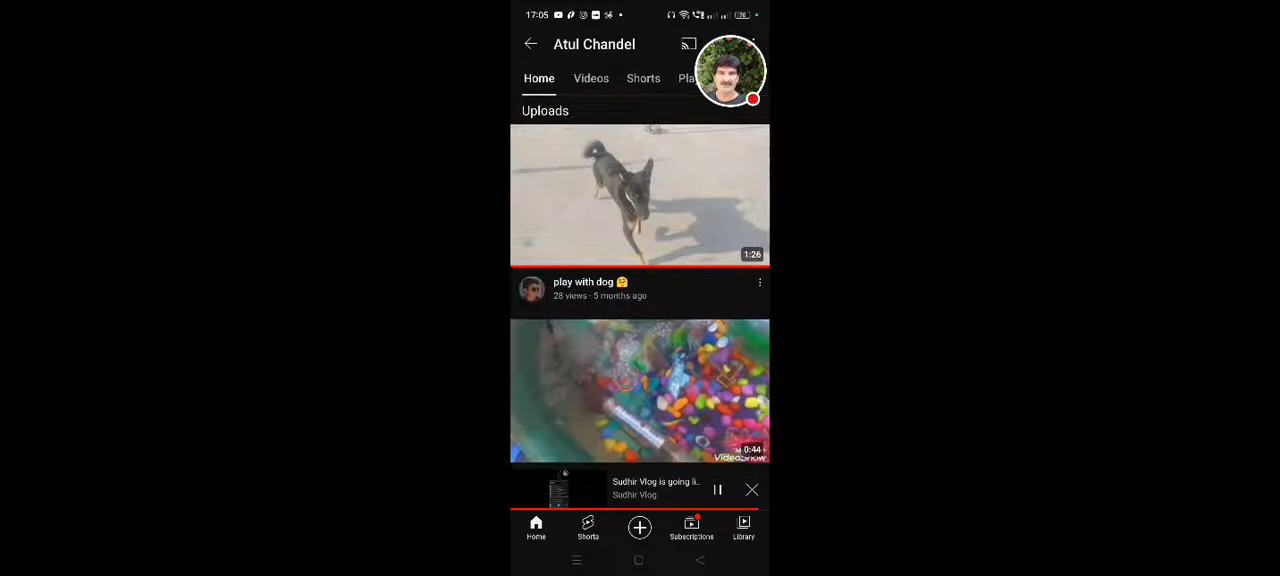 17:05
76
Atul Chandel
Home Videos Shorts Pla
Uploads
1:26
play with dog 🤗
28 views · 5 months ago
0:44
VideoShow
Sudhir Vlog is going li...
Sudhir Vlog
Home Shorts Subscriptions Library